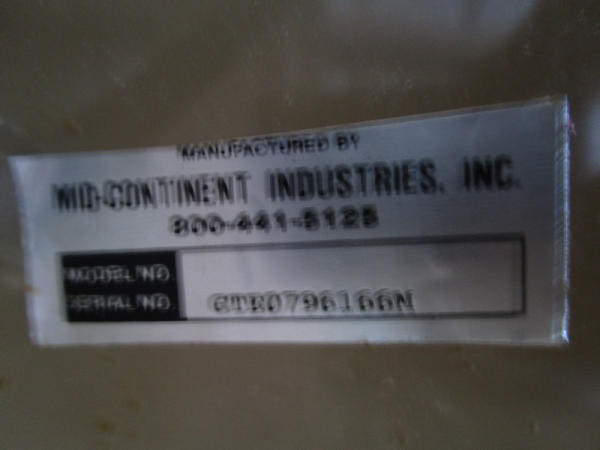 MANUFACTURED BY
MID-CONTINENT INDUSTRIES, INC.
800-441-5125
MODEL NO.
SERIAL NO. GTR0796166N